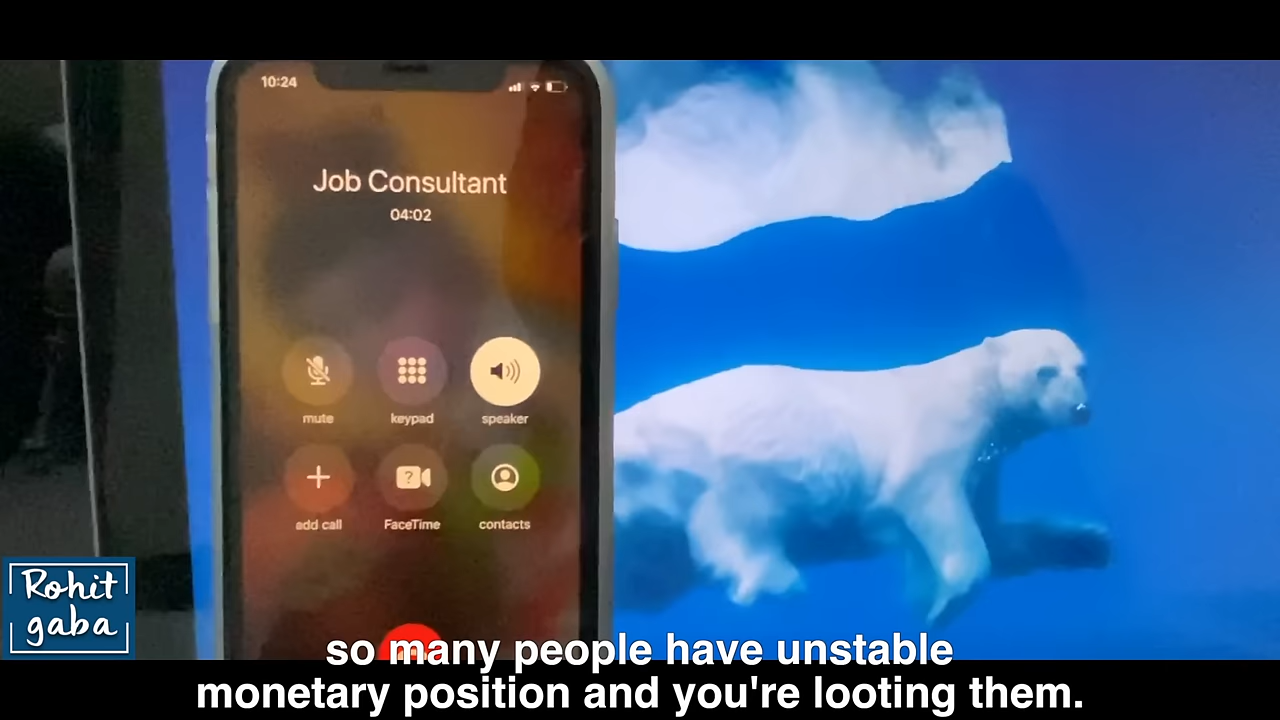 10:24
Job Consultant
04:02
mute
keypad
speaker
add call
FaceTime
contacts
Rohit
gaba
so many people have unstable
monetary position and you're looting them.